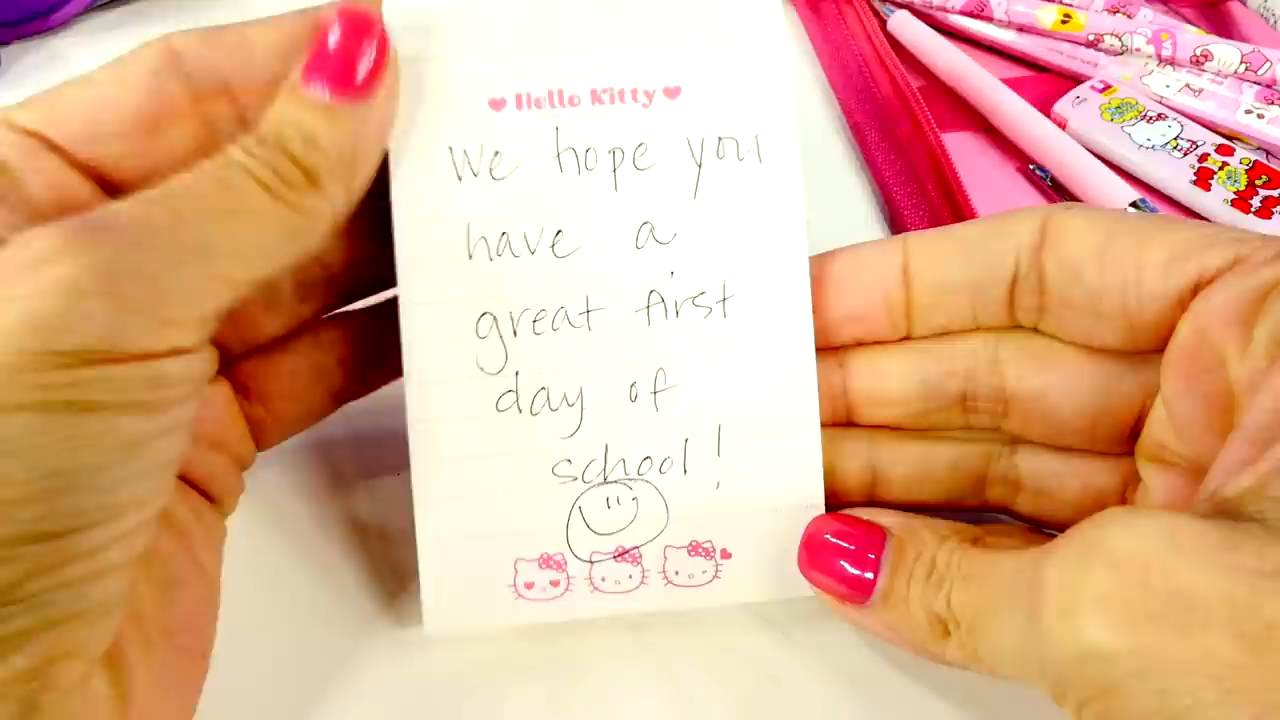 Hello Kitty
We hope you
have a
great first
day of
school!